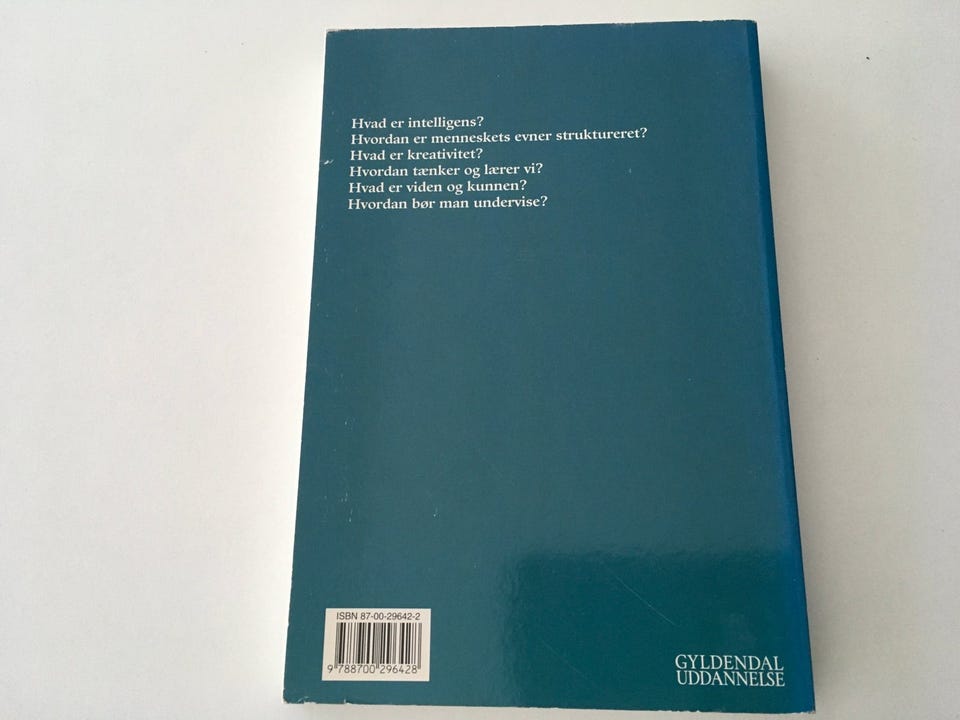 Hvad er intelligens?
Hvordan er menneskets evner struktureret?
Hvad er kreativitet?
Hvordan tænker og lærer vi?
Hvad er viden og kunnen?
Hvordan bør man undervise?
ISBN 87-00-29642-2
9 788700 296428
GYLDENDAL
UDDANNELSE